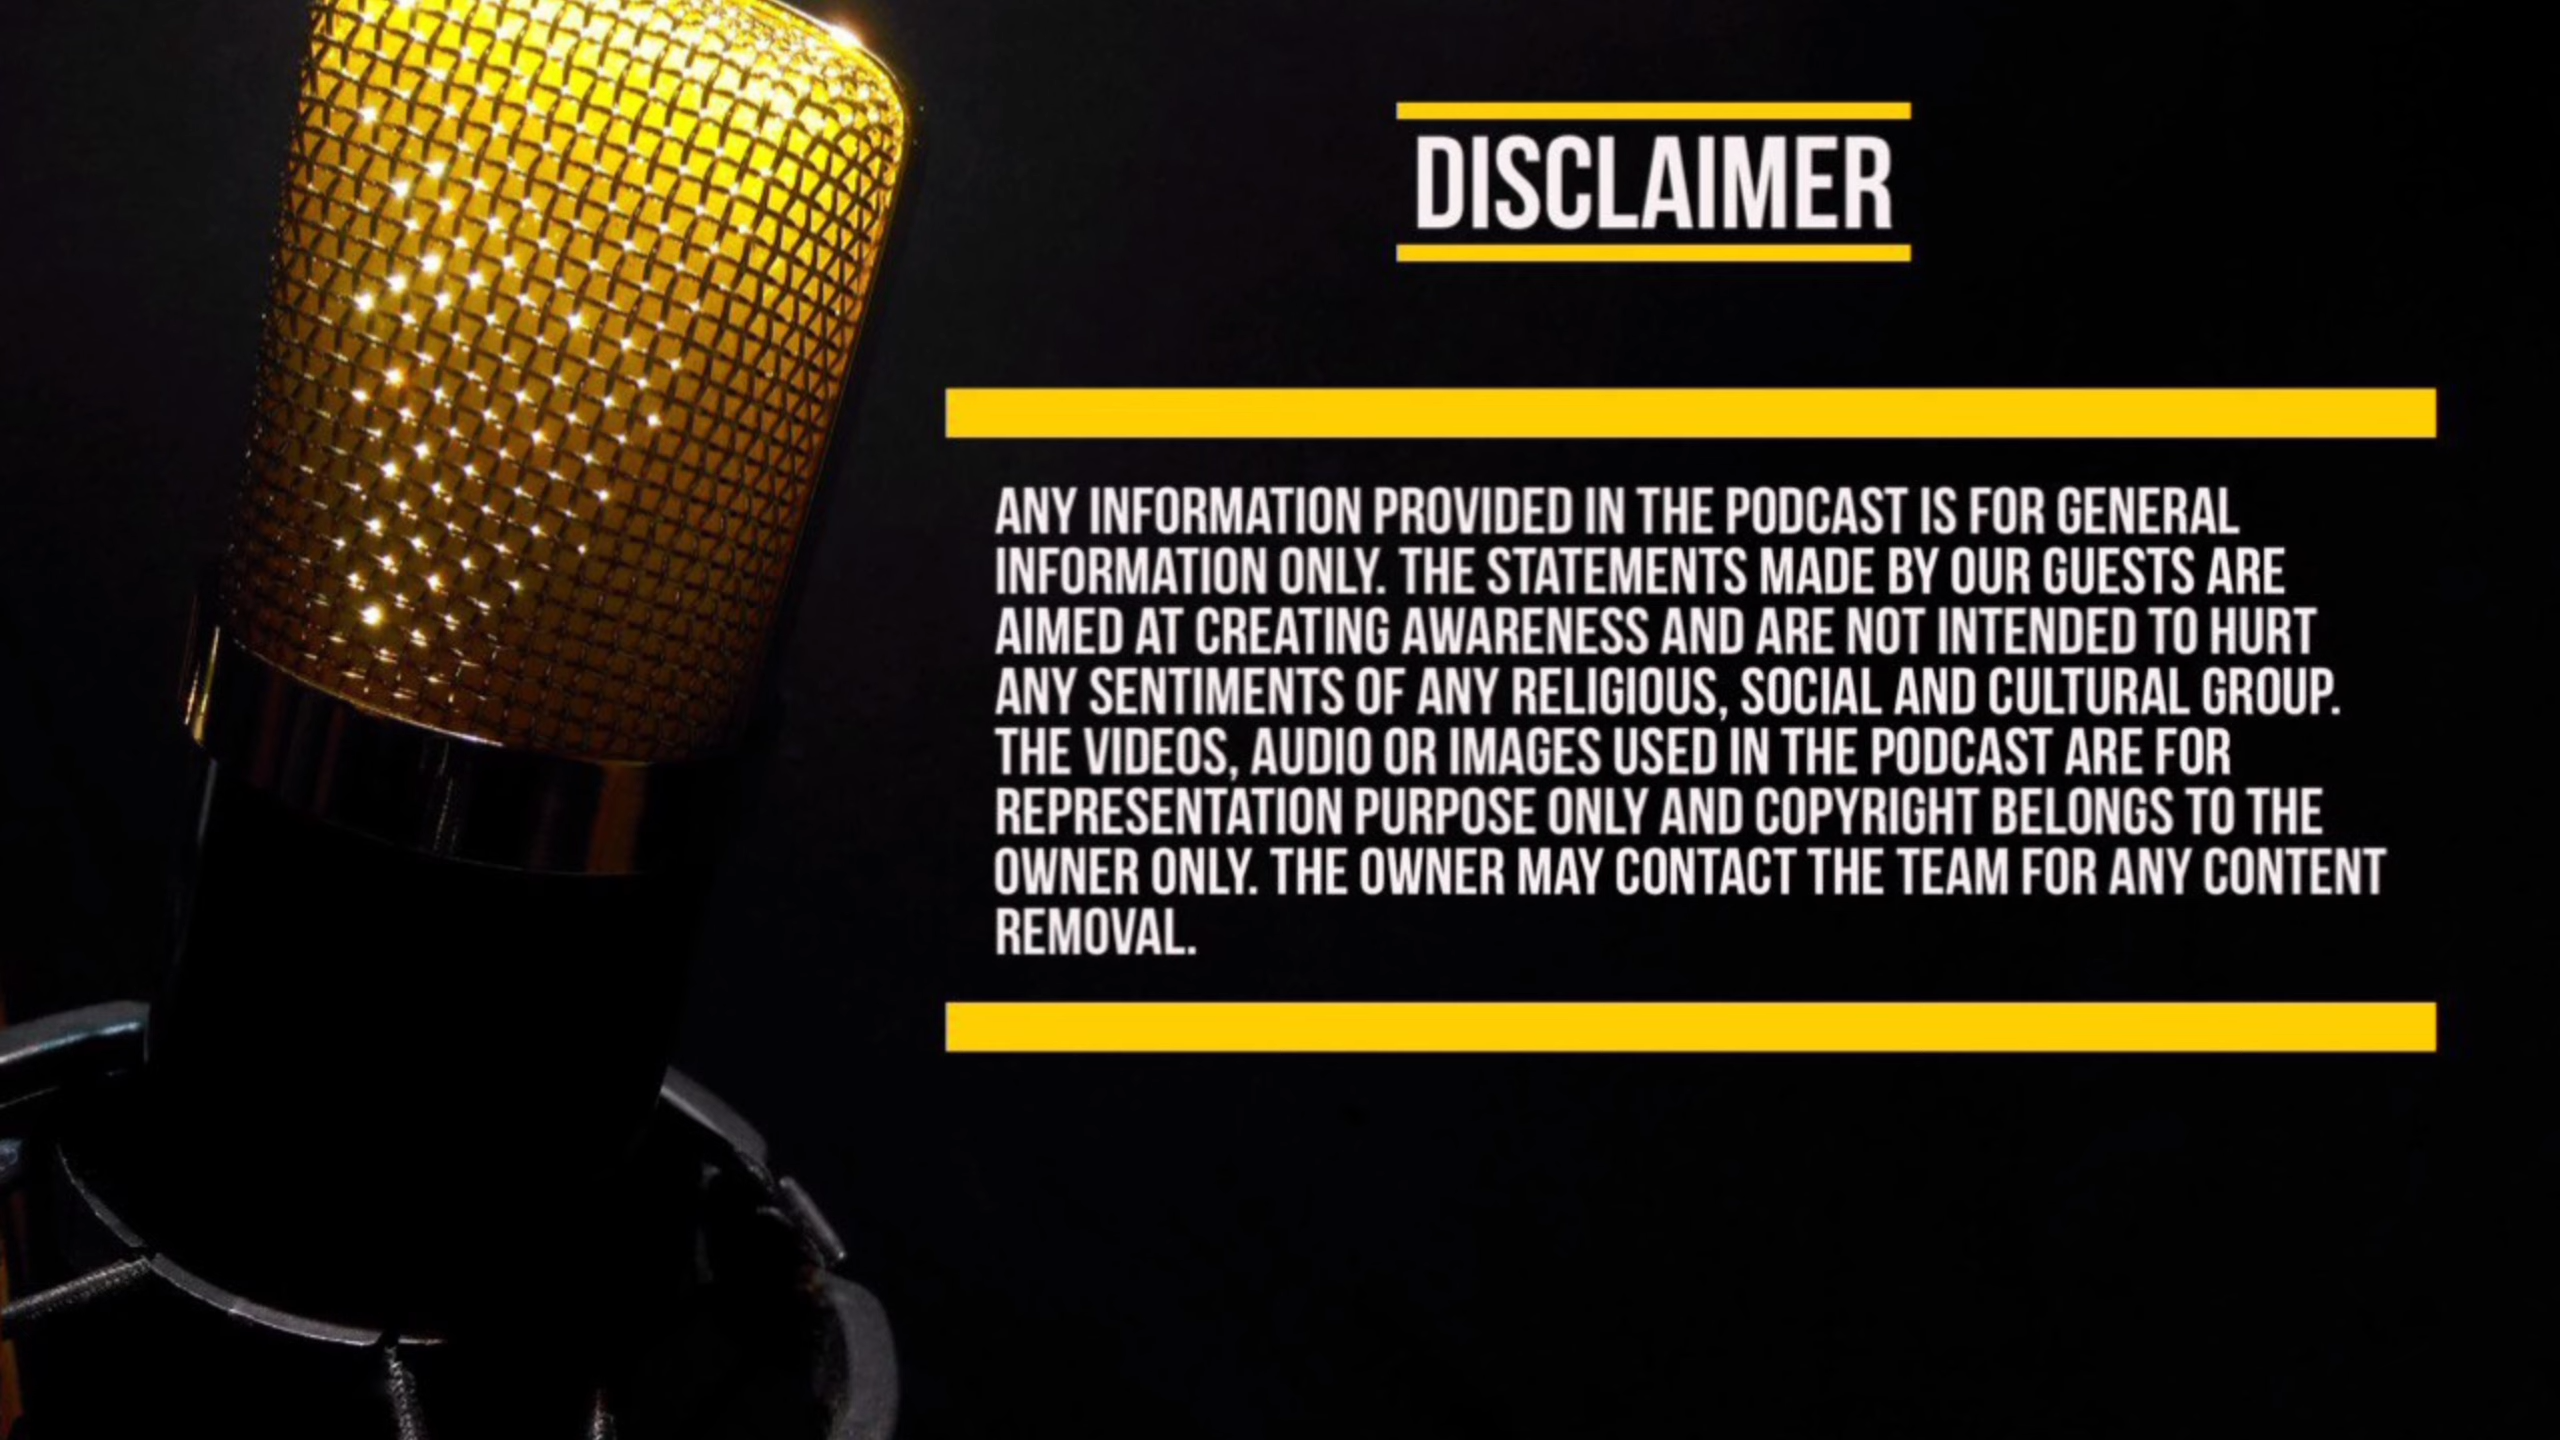 DISCLAIMER
ANY INFORMATION PROVIDED IN THE PODCAST IS FOR GENERAL
INFORMATION ONLY. THE STATEMENTS MADE BY OUR GUESTS ARE
AIMED AT CREATING AWARENESS AND ARE NOT INTENDED TO HURT
ANY SENTIMENTS OF ANY RELIGIOUS, SOCIAL AND CULTURAL GROUP.
THE VIDEOS, AUDIO OR IMAGES USED IN THE PODCAST ARE FOR
REPRESENTATION PURPOSE ONLY AND COPYRIGHT BELONGS TO THE
OWNER ONLY. THE OWNER MAY CONTACT THE TEAM FOR ANY CONTENT
REMOVAL.